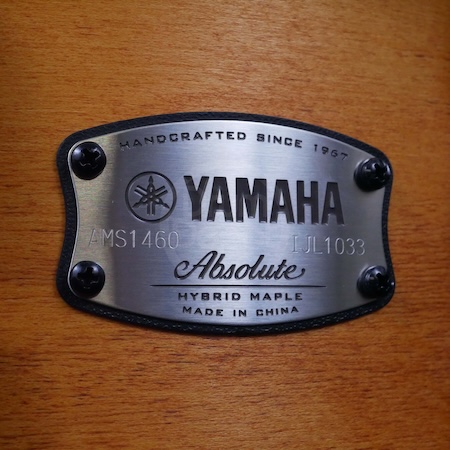 HANDCRAFTED SINCE 1967
YAMAHA
AMS1460 IJL1033
Absolute
HYBRID MAPLE
MADE IN CHINA